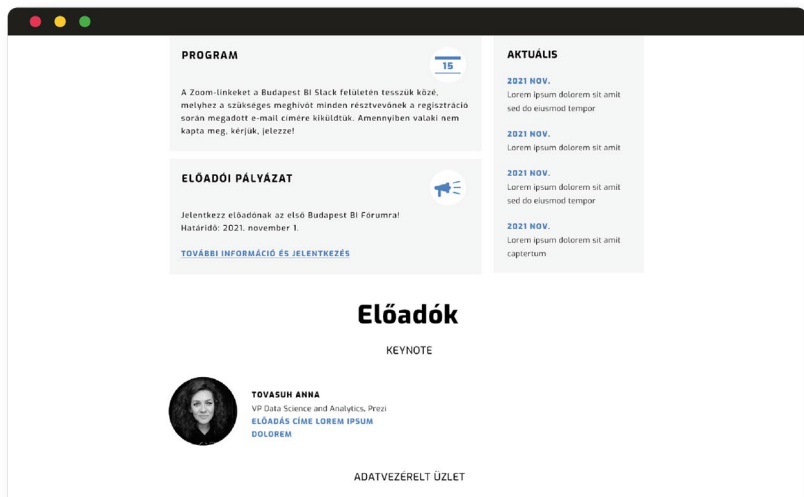 PROGRAM
15
A Zoom-linkeket a Budapest BI Slack felületén tesszük közé,
melyhez a szükséges meghívót minden résztvevőnek a regisztráció
során megadott e-mail címére kiküldtük. Amennyiben valaki nem
kapta meg, kérjük, jelezze!
ELŐADÓI PÁLYÁZAT
Jelentkezz előadónak az első Budapest BI Fórumra!
Határidő: 2021. november 1.
TOVÁBBI INFORMÁCIÓ ÉS JELENTKEZÉS
AKTUÁLIS
2021 NOV.
Lorem ipsum dolorem sit amit
sed do eiusmod tempor
2021 NOV.
Lorem ipsum dolorem sit amit
2021 NOV.
Lorem ipsum dolorem sit amit
sed do eiusmod tempor
2021 NOV.
Lorem ipsum dolorem sit amit
captertum
Előadók
KEYNOTE
TOVASUH ANNA
VP Data Science and Analytics, Prezi
ELŐADÁS CÍME LOREM IPSUM
DOLOREM
ADATVEZÉRELT ÜZLET